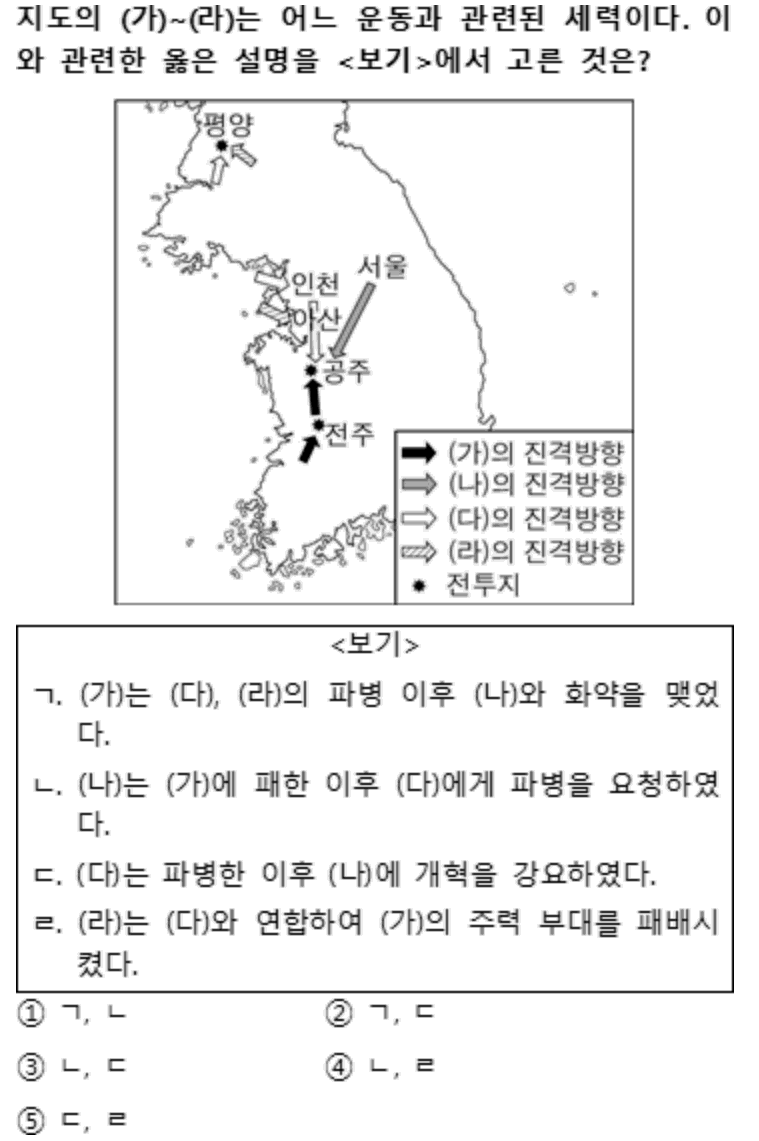 지도의 (가)~(라)는 어느 운동과 관련된 세력이다. 이
와 관련한 옳은 설명을 <보기>에서 고른 것은?
평양
서울
인천
아산
공주
전주
(가)의 진격방향
(나)의 진격방향
(다)의 진격방향
(라)의 진격방향
전투지
<보기>
ㄱ. (가)는 (다), (라)의 파병 이후 (나)와 화약을 맺었
다.
ㄴ. (나)는 (가)에 패한 이후 (다)에게 파병을 요청하였
다.
ㄷ. (다)는 파병한 이후 (나)에 개혁을 강요하였다.
ㄹ. (라)는 (다)와 연합하여 (가)의 주력 부대를 패배시
켰다.
① ㄱ, ㄴ ② ㄱ, ㄷ
③ ㄴ, ㄷ ④ ㄴ, ㄹ
⑤ ㄷ, ㄹ